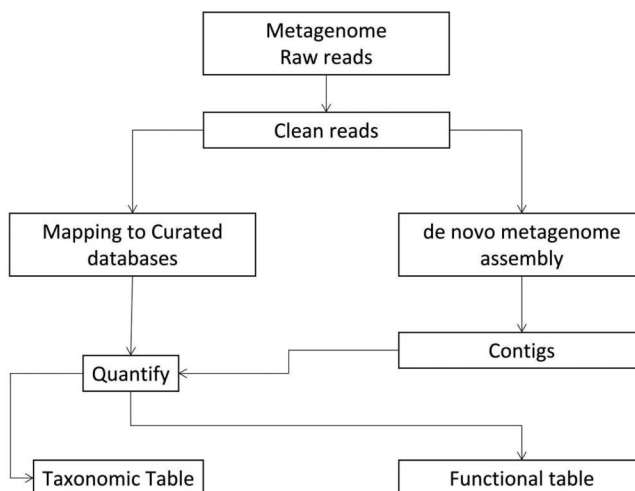 Metagenome
Raw reads
Clean reads
Mapping to Curated
databases
de novo metagenome
assembly
Contigs
Quantify
Taxonomic Table
Functional table